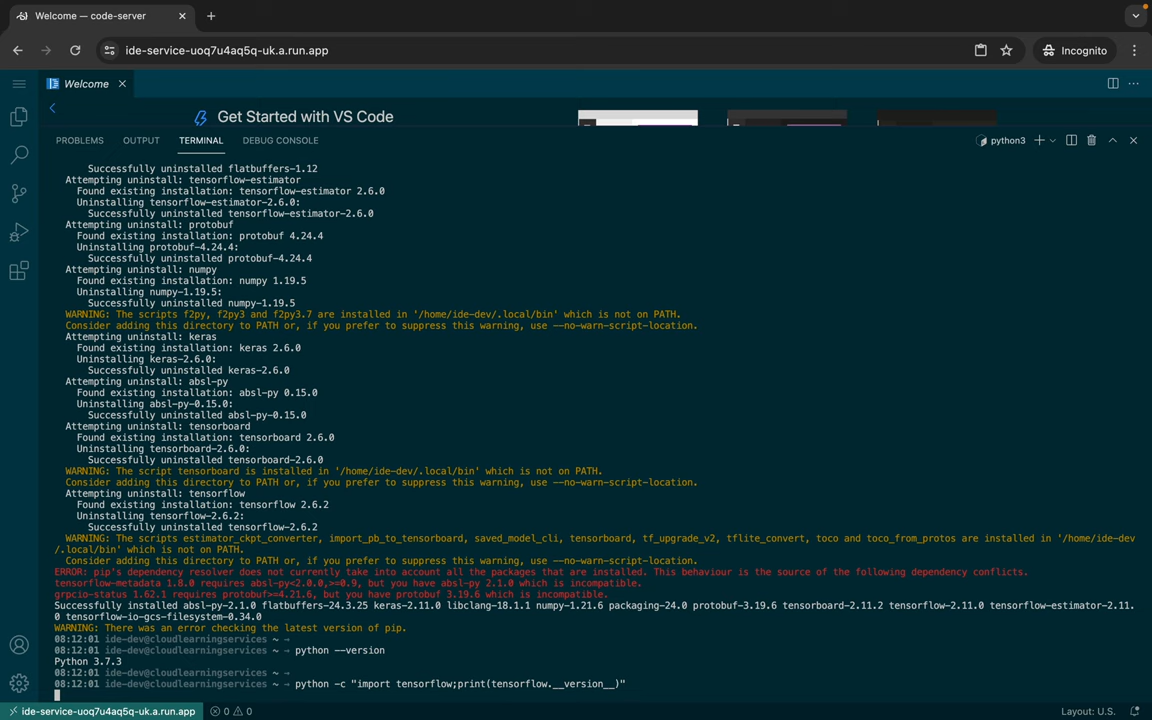 Welcome — code-server
ide-service-uoq7u4aq5q-uk.a.run.app
Incognito
Welcome
Get Started with VS Code
PROBLEMS OUTPUT TERMINAL DEBUG CONSOLE python3
Successfully uninstalled flatbuffers-1.12
Attempting uninstall: tensorflow-estimator
Found existing installation: tensorflow-estimator 2.6.0
Uninstalling tensorflow-estimator-2.6.0:
Successfully uninstalled tensorflow-estimator-2.6.0
Attempting uninstall: protobuf
Found existing installation: protobuf 4.24.4
Uninstalling protobuf-4.24.4:
Successfully uninstalled protobuf-4.24.4
Attempting uninstall: numpy
Found existing installation: numpy 1.19.5
Uninstalling numpy-1.19.5:
Successfully uninstalled numpy-1.19.5
WARNING: The scripts f2py, f2py3 and f2py3.7 are installed in '/home/ide-dev/.local/bin' which is not on PATH.
Consider adding this directory to PATH or, if you prefer to suppress this warning, use --no-warn-script-location.
Attempting uninstall: keras
Found existing installation: keras 2.6.0
Uninstalling keras-2.6.0:
Successfully uninstalled keras-2.6.0
Attempting uninstall: absl-py
Found existing installation: absl-py 0.15.0
Uninstalling absl-py-0.15.0:
Successfully uninstalled absl-py-0.15.0
Attempting uninstall: tensorboard
Found existing installation: tensorboard 2.6.0
Uninstalling tensorboard-2.6.0:
Successfully uninstalled tensorboard-2.6.0
WARNING: The script tensorboard is installed in '/home/ide-dev/.local/bin' which is not on PATH.
Consider adding this directory to PATH or, if you prefer to suppress this warning, use --no-warn-script-location.
Attempting uninstall: tensorflow
Found existing installation: tensorflow 2.6.2
Uninstalling tensorflow-2.6.2:
Successfully uninstalled tensorflow-2.6.2
WARNING: The scripts estimator_ckpt_converter, import_pb_to_tensorboard, saved_model_cli, tensorboard, tf_upgrade_v2, tflite_convert, toco and toco_from_protos are installed in '/home/ide-dev
/.local/bin' which is not on PATH.
Consider adding this directory to PATH or, if you prefer to suppress this warning, use --no-warn-script-location.
ERROR: pip's dependency resolver does not currently take into account all the packages that are installed. This behaviour is the source of the following dependency conflicts.
tensorflow-metadata 1.8.0 requires absl-py<2.0.0,>=0.9, but you have absl-py 2.1.0 which is incompatible.
grpcio-status 1.62.1 requires protobuf>=4.21.6, but you have protobuf 3.19.6 which is incompatible.
Successfully installed absl-py-2.1.0 flatbuffers-24.3.25 keras-2.11.0 libclang-18.1.1 numpy-1.21.6 packaging-24.0 protobuf-3.19.6 tensorboard-2.11.2 tensorflow-2.11.0 tensorflow-estimator-2.11.
0 tensorflow-io-gcs-filesystem-0.34.0
WARNING: There was an error checking the latest version of pip.
08:12:01 ide-dev@cloudlearningservices ~ →
08:12:01 ide-dev@cloudlearningservices ~ → python --version
Python 3.7.3
08:12:01 ide-dev@cloudlearningservices ~ →
08:12:01 ide-dev@cloudlearningservices ~ → python -c "import tensorflow;print(tensorflow.__version__)"
ide-service-uoq7u4aq5q-uk.a.run.app 0 0 Layout: U.S.